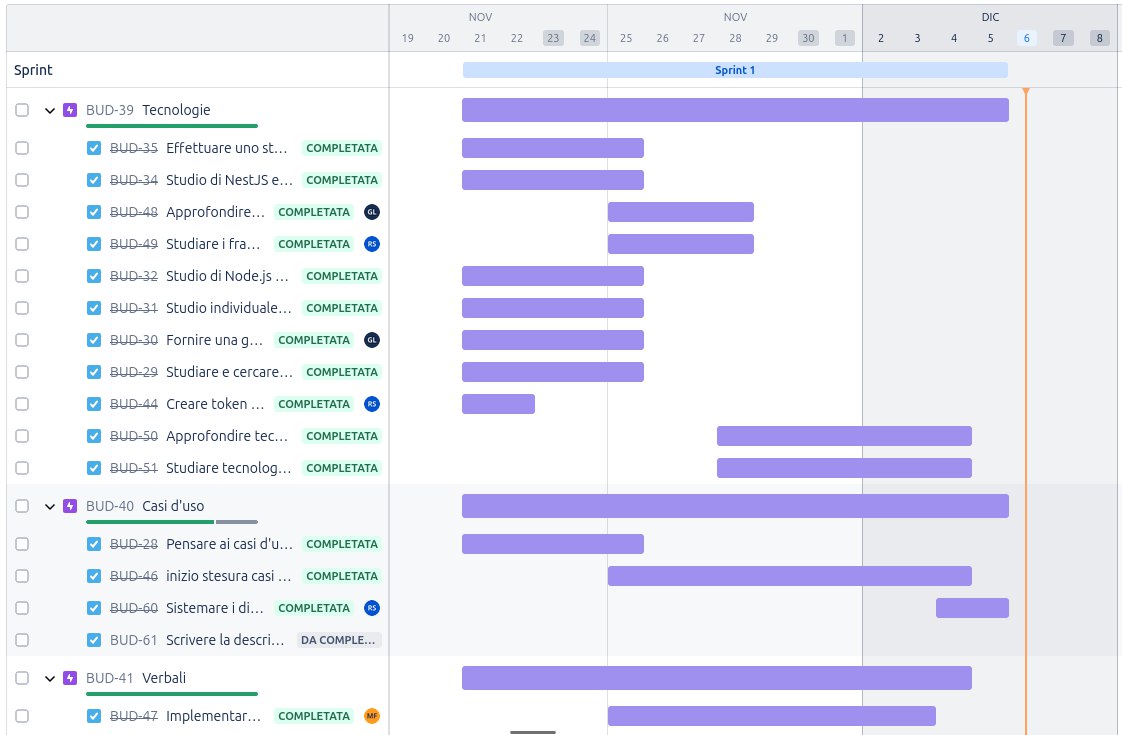 NOV NOV DIC
19 20 21 22 23 24 25 26 27 28 29 30 1 2 3 4 5 6 7 8
Sprint Sprint 1
BUD-39 Tecnologie
BUD-35 Effettuare uno st... COMPLETATA
BUD-34 Studio di NestJS e... COMPLETATA
BUD-48 Approfondire... COMPLETATA GL
BUD-49 Studiare i fra... COMPLETATA RS
BUD-32 Studio di Node.js ... COMPLETATA
BUD-31 Studio individuale... COMPLETATA
BUD-30 Fornire una g... COMPLETATA GL
BUD-29 Studiare e cercare... COMPLETATA
BUD-44 Creare token ... COMPLETATA RS
BUD-50 Approfondire tec... COMPLETATA
BUD-51 Studiare tecnolog... COMPLETATA
BUD-40 Casi d'uso
BUD-28 Pensare ai casi d'u... COMPLETATA
BUD-46 inizio stesura casi ... COMPLETATA
BUD-60 Sistemare i di... COMPLETATA RS
BUD-61 Scrivere la descri... DA COMPLE...
BUD-41 Verbali
BUD-47 Implementar... COMPLETATA MF